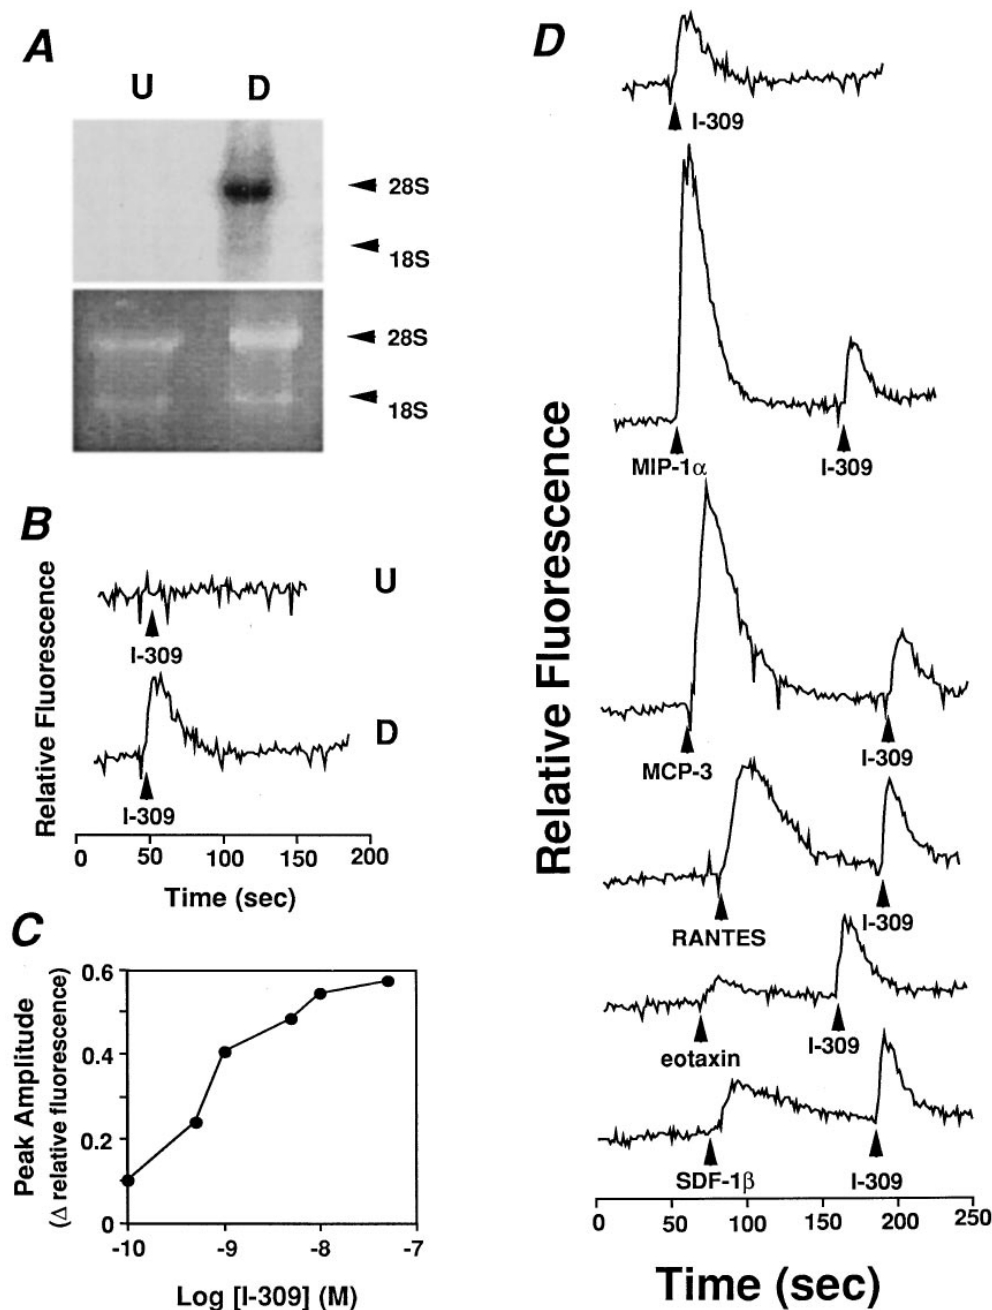 A
U D
28S
18S
28S
18S
B
Relative Fluorescence
U
I-309
D
I-309
0 50 100 150 200
Time (sec)
C
Peak Amplitude
(Δ relative fluorescence)
0.6
0.4
0.2
0
-10 -9 -8 -7
Log [I-309] (M)
D
Relative Fluorescence
I-309
MIP-1α I-309
MCP-3 I-309
RANTES I-309
eotaxin I-309
SDF-1β I-309
0 50 100 150 200 250
Time (sec)